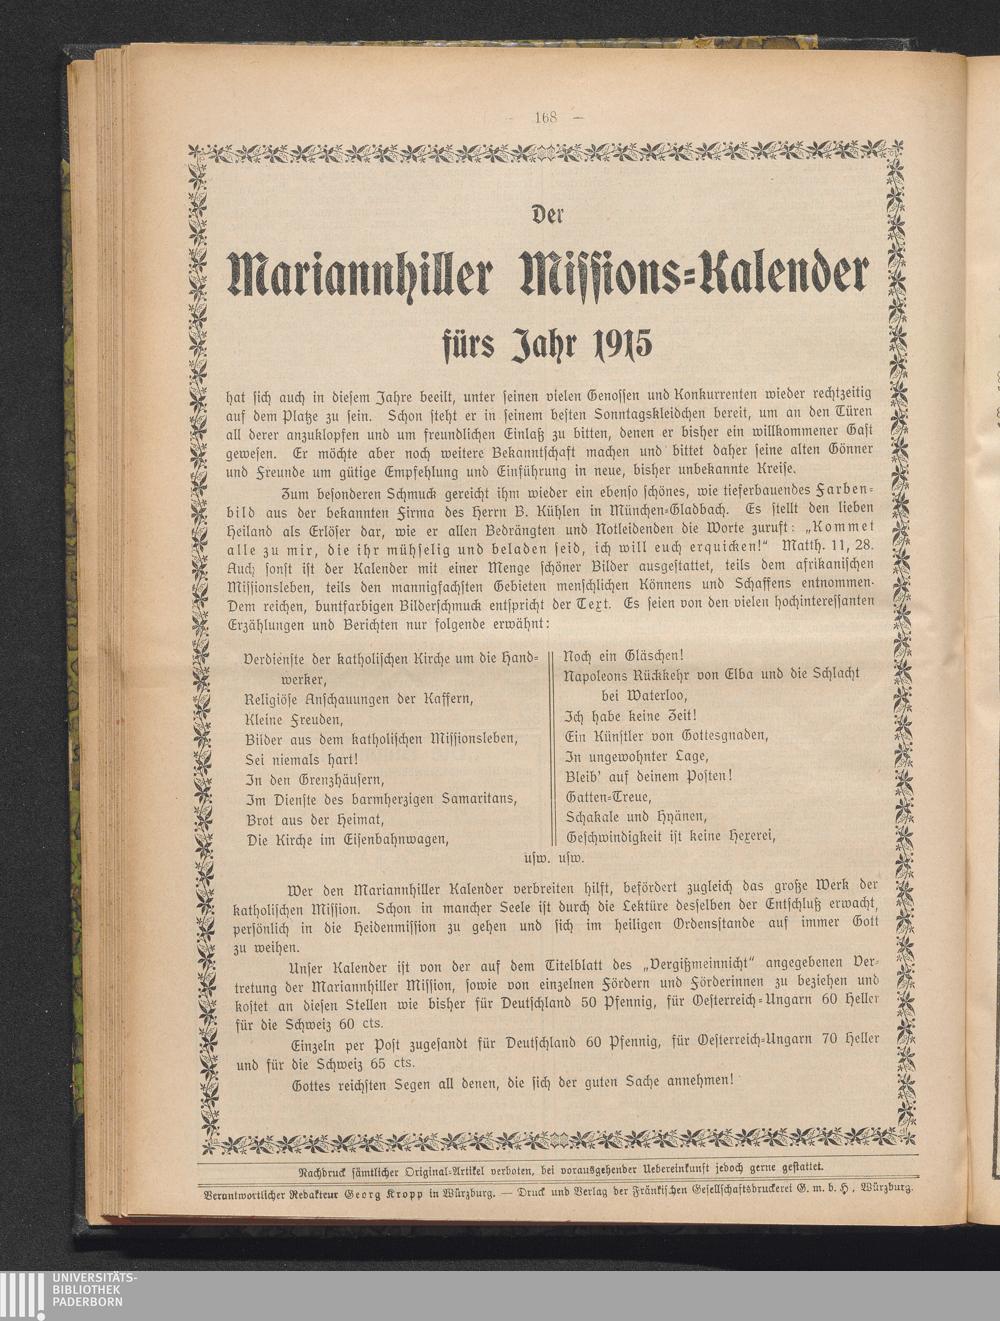 168 —
Der
Mariannhiller Missions=Kalender
fürs Jahr 1915
hat sich auch in diesem Jahre beeilt, unter seinen vielen Genossen und Konkurrenten wieder rechtzeitig
auf dem Platze zu sein. Schon steht er in seinem besten Sonntagskleidchen bereit, um an den Türen
all derer anzuklopfen und um freundlichen Einlaß zu bitten, denen er bisher ein willkommener Gast
gewesen. Er möchte aber noch weitere Bekanntschaft machen und bittet daher seine alten Gönner
und Freunde um gütige Empfehlung und Einführung in neue, bisher unbekannte Kreise.
Zum besonderen Schmuck gereicht ihm wieder ein ebenso schönes, wie tieferbauendes Farben=
bild aus der bekannten Firma des Herrn B. Kühlen in München=Gladbach. Es stellt den lieben
Heiland als Erlöser dar, wie er allen Bedrängten und Notleidenden die Worte zuruft: „Kommet
alle zu mir, die ihr mühselig und beladen seid, ich will euch erquicken!“ Matth. 11, 28.
Auch sonst ist der Kalender mit einer Menge schöner Bilder ausgestattet, teils dem afrikanischen
Missionsleben, teils den mannigfachsten Gebieten menschlichen Könnens und Schaffens entnommen.
Dem reichen, buntfarbigen Bilderschmuck entspricht der Text. Es seien von den vielen hochinteressanten
Erzählungen und Berichten nur folgende erwähnt:
Verdienste der katholischen Kirche um die Hand=
werker,
Religiöse Anschauungen der Kaffern,
Kleine Freuden,
Bilder aus dem katholischen Missionsleben,
Sei niemals hart!
In den Grenzhäusern,
Im Dienste des barmherzigen Samaritans,
Brot aus der Heimat,
Die Kirche im Eisenbahnwagen,
Noch ein Gläschen!
Napoleons Rückkehr von Elba und die Schlacht
bei Waterloo,
Ich habe keine Zeit!
Ein Künstler von Gottesgnaden,
In ungewohnter Lage,
Bleib' auf deinem Posten!
Gatten=Treue,
Schakale und Hyänen,
Geschwindigkeit ist keine Hexerei,
usw. usw.
Wer den Mariannhiller Kalender verbreiten hilft, befördert zugleich das große Werk der
katholischen Mission. Schon in mancher Seele ist durch die Lektüre desselben der Entschluß erwacht,
persönlich in die Heidenmission zu gehen und sich im heiligen Ordensstande auf immer Gott
zu weihen.
Unser Kalender ist von der auf dem Titelblatt des „Vergißmeinnicht“ angegebenen Ver=
tretung der Mariannhiller Mission, sowie von einzelnen Fördern und Förderinnen zu beziehen und
kostet an diesen Stellen wie bisher für Deutschland 50 Pfennig, für Oesterreich=Ungarn 60 Heller
für die Schweiz 60 cts.
Einzeln per Post zugesandt für Deutschland 60 Pfennig, für Oesterreich=Ungarn 70 Heller
und für die Schweiz 65 cts.
Gottes reichsten Segen all denen, die sich der guten Sache annehmen!
Nachdruck sämtlicher Original=Artikel verboten, bei vorausgehender Uebereinkunft jedoch gerne gestattet.
Verantwortlicher Redakteur Georg Kropp in Würzburg. — Druck und Verlag der Fränkischen Gesellschaftsdruckerei G. m. b. H., Würzburg.
UNIVERSITÄTS-
BIBLIOTHEK
PADERBORN